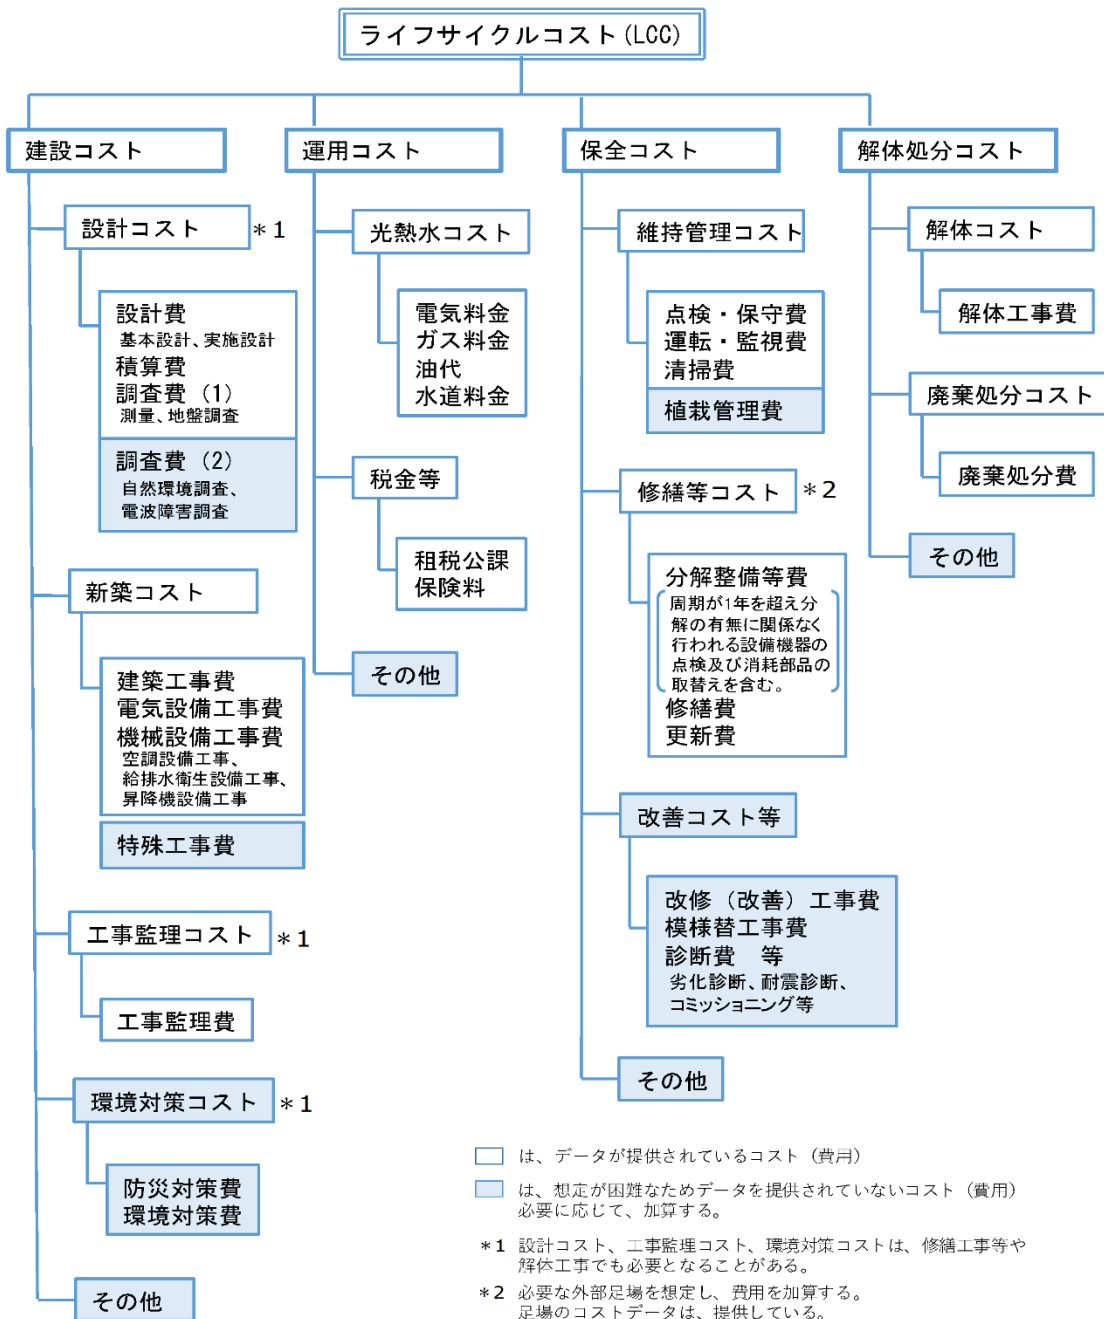 ライフサイクルコスト(LCC)
建設コスト
設計コスト ＊1
設計費
基本設計、実施設計
積算費
調査費（1）
測量、地盤調査
調査費（2）
自然環境調査、
電波障害調査
新築コスト
建築工事費
電気設備工事費
機械設備工事費
空調設備工事、
給排水衛生設備工事、
昇降機設備工事
特殊工事費
工事監理コスト ＊1
工事監理費
環境対策コスト ＊1
防災対策費
環境対策費
その他
運用コスト
光熱水コスト
電気料金
ガス料金
油代
水道料金
税金等
租税公課
保険料
その他
保全コスト
維持管理コスト
点検・保守費
運転・監視費
清掃費
植栽管理費
修繕等コスト ＊2
分解整備等費
周期が1年を超え分
解の有無に関係なく
行われる設備機器の
点検及び消耗部品の
取替えを含む。
修繕費
更新費
改善コスト等
改修（改善）工事費
模様替工事費
診断費　等
劣化診断、耐震診断、
コミッショニング等
その他
解体処分コスト
解体コスト
解体工事費
廃棄処分コスト
廃棄処分費
その他
は、データが提供されているコスト（費用）
は、想定が困難なためデータを提供されていないコスト（費用）
必要に応じて、加算する。
＊1 設計コスト、工事監理コスト、環境対策コストは、修繕工事等や
解体工事でも必要となることがある。
＊2 必要な外部足場を想定し、費用を加算する。
足場のコストデータは、提供している。